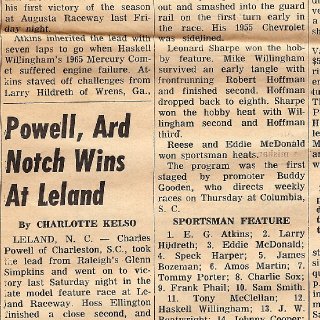 his first victory of the season
at Augusta Raceway last Fri-
day night.
Atkins inherited the lead with
seven laps to go when Haskell
Willingham's 1965 Mercury Com-
et suffered engine failure. At-
kins staved off challenges from
Larry Hildreth of Wrens, Ga.,
Powell, Ard
Notch Wins
At Leland
By CHARLOTTE KELSO
LELAND, N. C. — Charles
Powell of Charleston, S.C., took
the lead from Raleigh's Glenn
Simpkins and went on to vic-
tory last Saturday night in the
late model feature race at Le-
land Raceway. Hoss Ellington
finished a close second, and
out and smashed into the guard
rail on the first turn early in
the race. His 1955 Chevrolet
was sidelined.
Leonard Sharpe won the hob-
by feature. Mike Willingham
survived an early tangle with
frontrunning Robert Hoffman
and finished second. Hoffman
dropped back to eighth. Sharpe
won the hobby heat with Wil-
lingham second and Hoffman
third.
Reese and Eddie McDonald
won sportsman heats.
The program was the first
staged by promoter Buddy
Gooden, who directs weekly
races on Thursday at Columbia,
S. C.
SPORTSMAN FEATURE
1. E. G. Atkins; 2. Larry
Hildreth; 3, Eddie McDonald;
4. Speck Harper; 5. James
Bozeman; 6. Amos Martin; 7.
Tommy Porter; 8. Charlie Sox;
9. Frank Phail; 10. Sam Smith.
11. Tony McClellan; 12.
Haskell Willingham; 13. J. W.